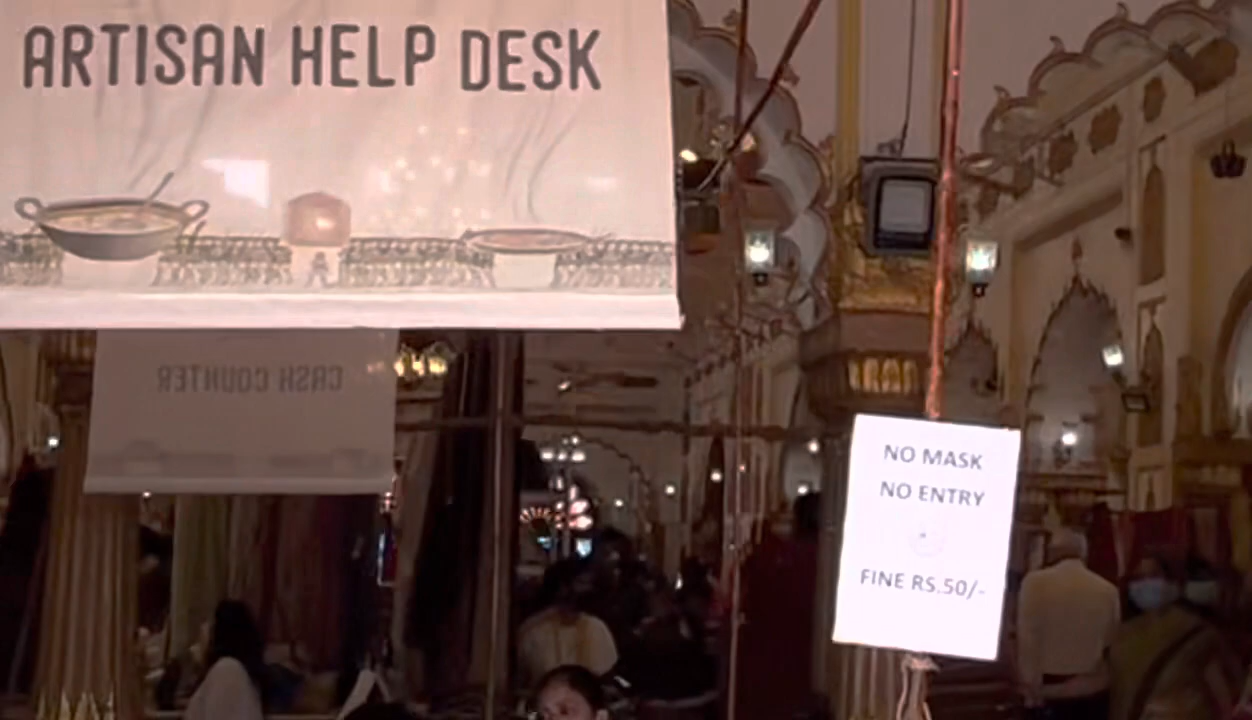 ARTISAN HELP DESK
CASH COUNTER
NO MASK
NO ENTRY
FINE RS.50/-